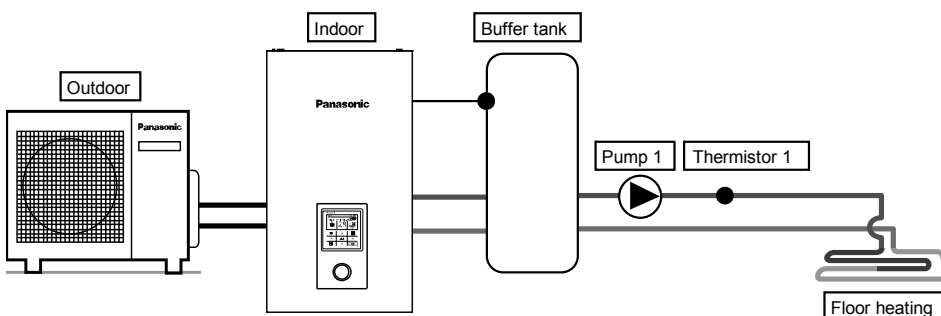 Indoor
Buffer tank
Outdoor
Panasonic
Panasonic
Pump 1
Thermistor 1
Floor heating